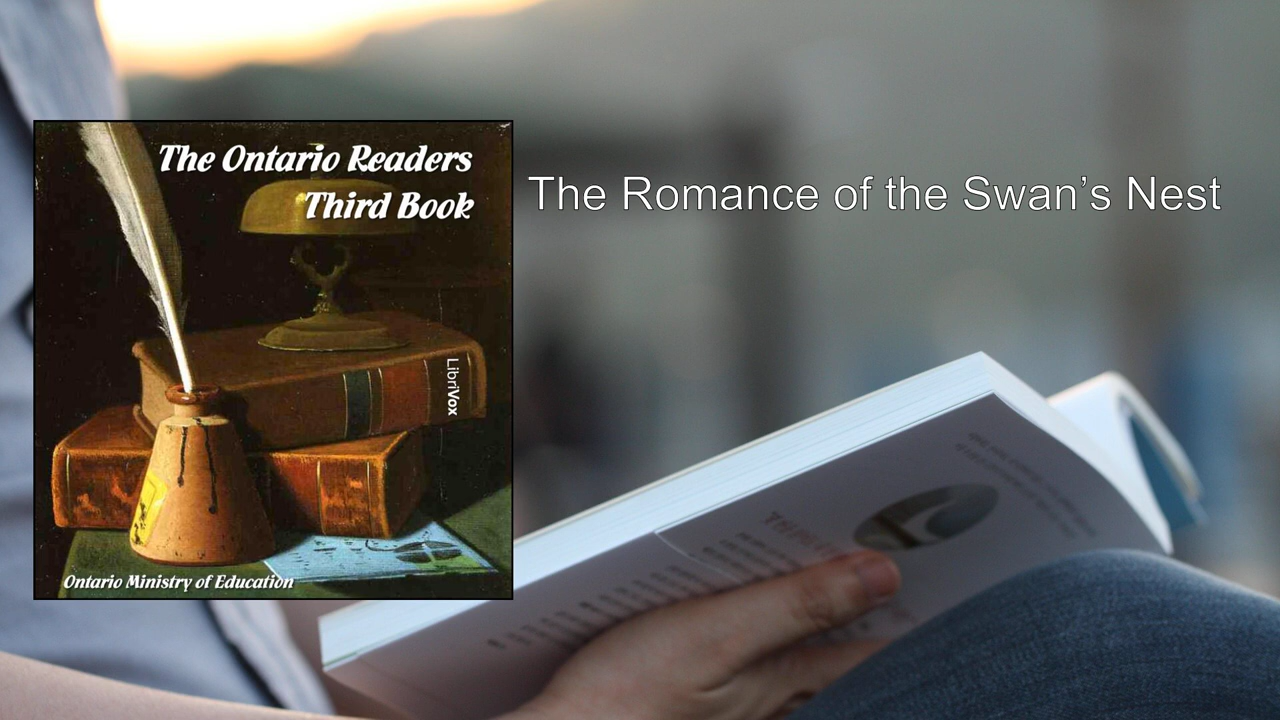 The Ontario Readers
Third Book
The Romance of the Swan’s Nest
LibriVox
Ontario Ministry of Education